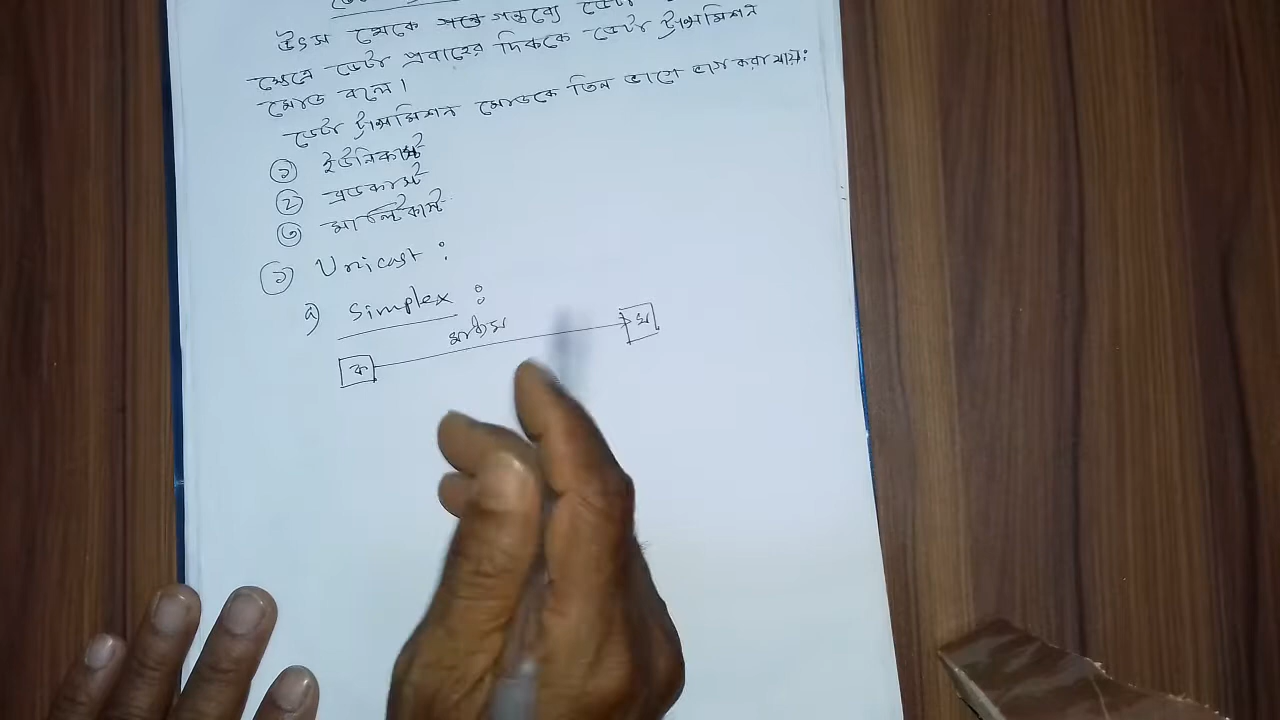 উৎস থেকে গন্তব্যে ডেটা
ক্ষেত্রে ডেটা প্রবাহের দিককে ডেটা ট্রান্সমিশন
মোড বলে।
ডেটা ট্রান্সমিশন মোডকে তিন ভাগে ভাগ করা যায়ঃ
১ ইউনিকাস্ট
২ ব্রডকাস্ট
৩ মাল্টিকাস্ট
১ Unicast :
a) Simplex :
ক → খ